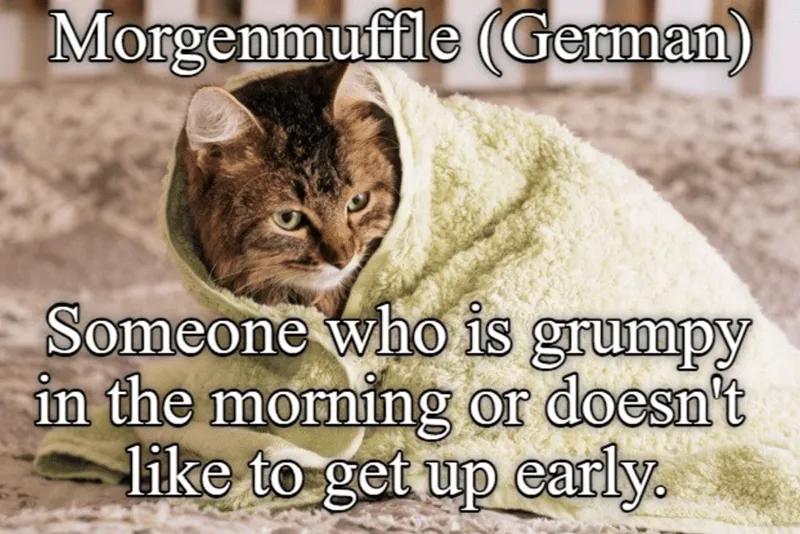 Morgenmuffle (German)
Someone who is grumpy
in the morning or doesn't
like to get up early.